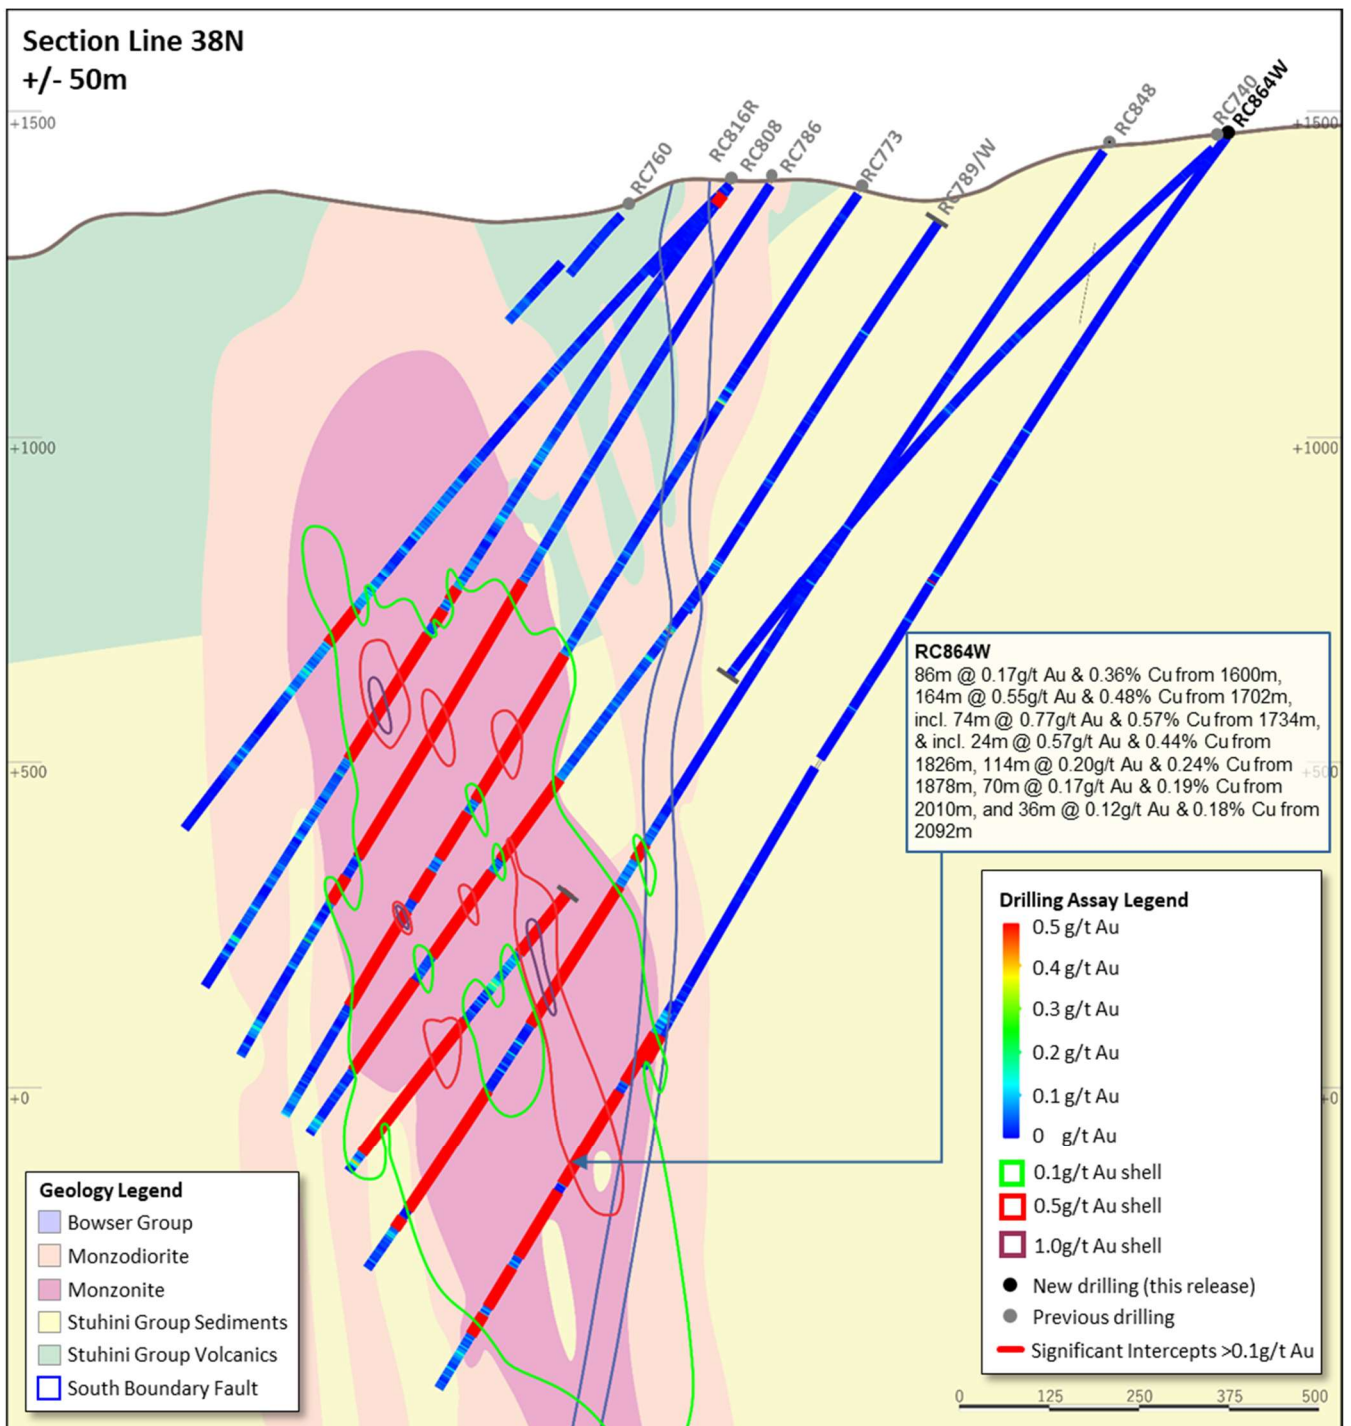 Section Line 38N
+/- 50m
RC760
RC816R
RC808
RC786
RC773
RC789/W
RC848
RC740
RC864W
+1500
+1500
+1000
+1000
+500
+500
+0
+0
RC864W
86m @ 0.17g/t Au & 0.36% Cu from 1600m,
164m @ 0.55g/t Au & 0.48% Cu from 1702m,
incl. 74m @ 0.77g/t Au & 0.57% Cu from 1734m,
& incl. 24m @ 0.57g/t Au & 0.44% Cu from
1826m, 114m @ 0.20g/t Au & 0.24% Cu from
1878m, 70m @ 0.17g/t Au & 0.19% Cu from
2010m, and 36m @ 0.12g/t Au & 0.18% Cu from
2092m
Drilling Assay Legend
0.5 g/t Au
0.4 g/t Au
0.3 g/t Au
0.2 g/t Au
0.1 g/t Au
0 g/t Au
0.1g/t Au shell
0.5g/t Au shell
1.0g/t Au shell
New drilling (this release)
Previous drilling
Significant Intercepts >0.1g/t Au
Geology Legend
Bowser Group
Monzodiorite
Monzonite
Stuhini Group Sediments
Stuhini Group Volcanics
South Boundary Fault
0 125 250 375 500